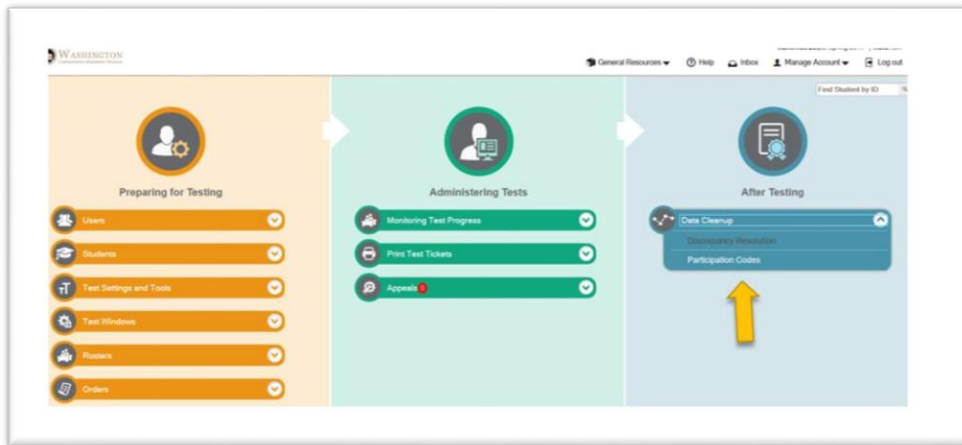 WASHINGTON
General Resources
Help
Inbox
Manage Account
Log out
Find Student by ID
Preparing for Testing
Users
Students
Test Settings and Tools
Test Windows
Rosters
Orders
Administering Tests
Monitoring Test Progress
Print Test Tickets
Appeals
After Testing
Data Cleanup
Discrepancy Resolution
Participation Codes